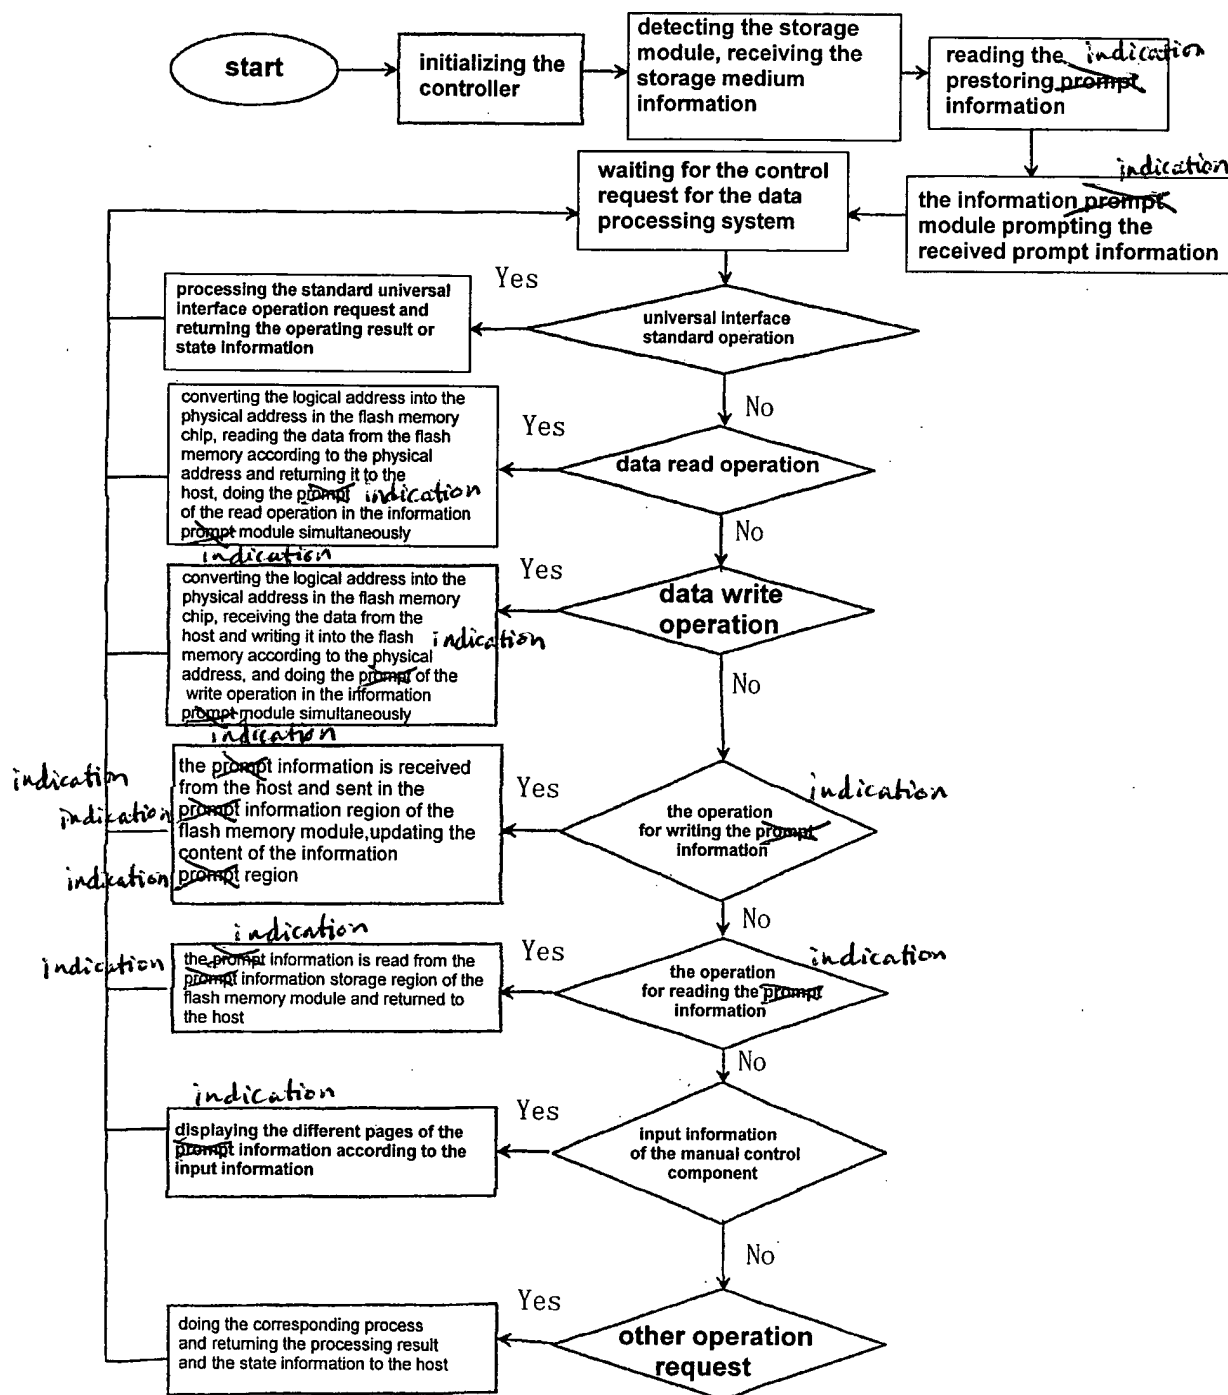 start
initializing the
controller
detecting the storage
module, receiving the
storage medium
information
indication
reading the
prestoring prompt
information
indication
the information prompt
module prompting the
received prompt information
waiting for the control
request for the data
processing system
Yes
processing the standard universal
interface operation request and
returning the operating result or
state information
universal interface
standard operation
No
converting the logical address into the
physical address in the flash memory
chip, reading the data from the flash
memory according to the physical
address and returning it to the
host, doing the prompt indication
of the read operation in the information
prompt module simultaneously
indication
Yes
data read operation
No
converting the logical address into the
physical address in the flash memory
chip, receiving the data from the
host and writing it into the flash indication
memory according to the physical
address, and doing the prompt of the
write operation in the information
prompt module simultaneously
Yes
data write
operation
No
indication
indication
indication
indication
the prompt information is received
from the host and sent in the
prompt information region of the
flash memory module,updating the
content of the information
prompt region
Yes
indication
the operation
for writing the prompt
information
No
indication
indication
the prompt information is read from the
prompt information storage region of the
flash memory module and returned to
the host
Yes
indication
the operation
for reading the prompt
information
No
indication
displaying the different pages of the
prompt information according to the
input information
Yes
input information
of the manual control
component
No
doing the corresponding process
and returning the processing result
and the state information to the host
Yes
other operation
request